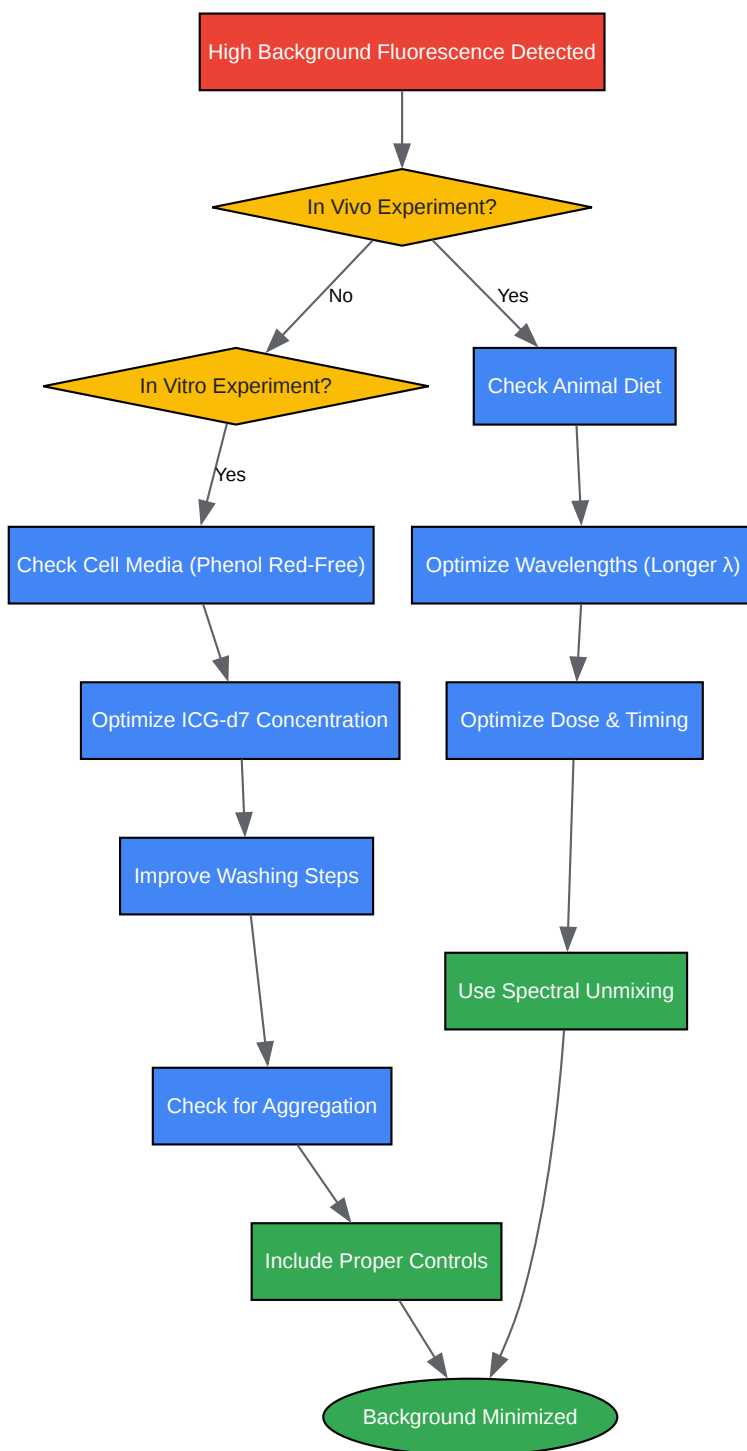 High Background Fluorescence Detected
In Vivo Experiment?
No
Yes
In Vitro Experiment?
Check Animal Diet
Yes
Check Cell Media (Phenol Red-Free)
Optimize Wavelengths (Longer λ)
Optimize ICG-d7 Concentration
Optimize Dose & Timing
Improve Washing Steps
Use Spectral Unmixing
Check for Aggregation
Include Proper Controls
Background Minimized